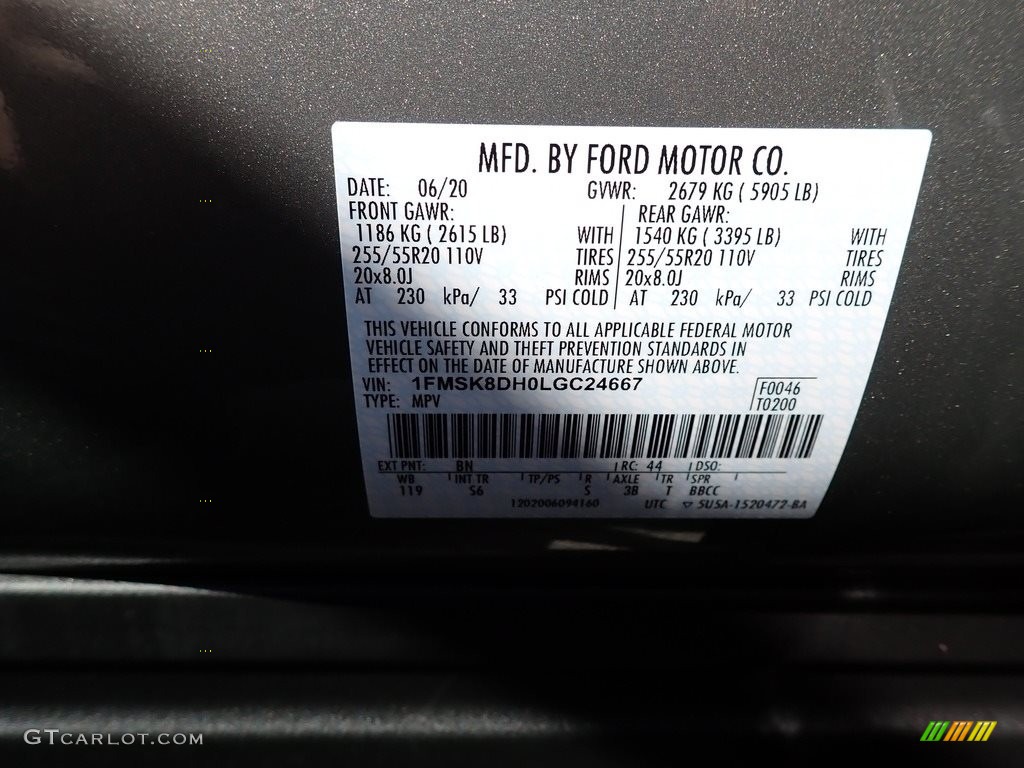 MFD. BY FORD MOTOR CO.
DATE: 06/20 GVWR: 2679 KG ( 5905 LB)
FRONT GAWR: REAR GAWR:
1186 KG ( 2615 LB) WITH 1540 KG ( 3395 LB) WITH
255/55R20 110V TIRES 255/55R20 110V TIRES
20x8.0J RIMS 20x8.0J RIMS
AT 230 kPa/ 33 PSI COLD AT 230 kPa/ 33 PSI COLD
THIS VEHICLE CONFORMS TO ALL APPLICABLE FEDERAL MOTOR
VEHICLE SAFETY AND THEFT PREVENTION STANDARDS IN
EFFECT ON THE DATE OF MANUFACTURE SHOWN ABOVE.
VIN: 1FMSK8DH0LGC24667 F0046
TYPE: MPV T0200
EXT PNT: BN RC: 44 DSO:
WB INT TR TP/PS R AXLE TR SPR
119 S6 S 3B T BBCC
1202006094160 UTC ▽ 5U5A-1520472-BA
GTCARLOT.COM